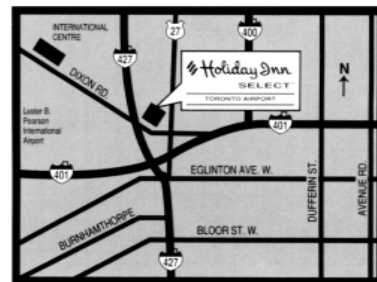 INTERNATIONAL
CENTRE
427
27
400
Holiday Inn
SELECT
TORONTO AIRPORT
N
DIXON RD.
Lester B.
Pearson
International
Airport
401
401
EGLINTON AVE. W.
DUFFERIN ST.
AVENUE RD.
BURNHAMTHORPE
BLOOR ST. W.
427